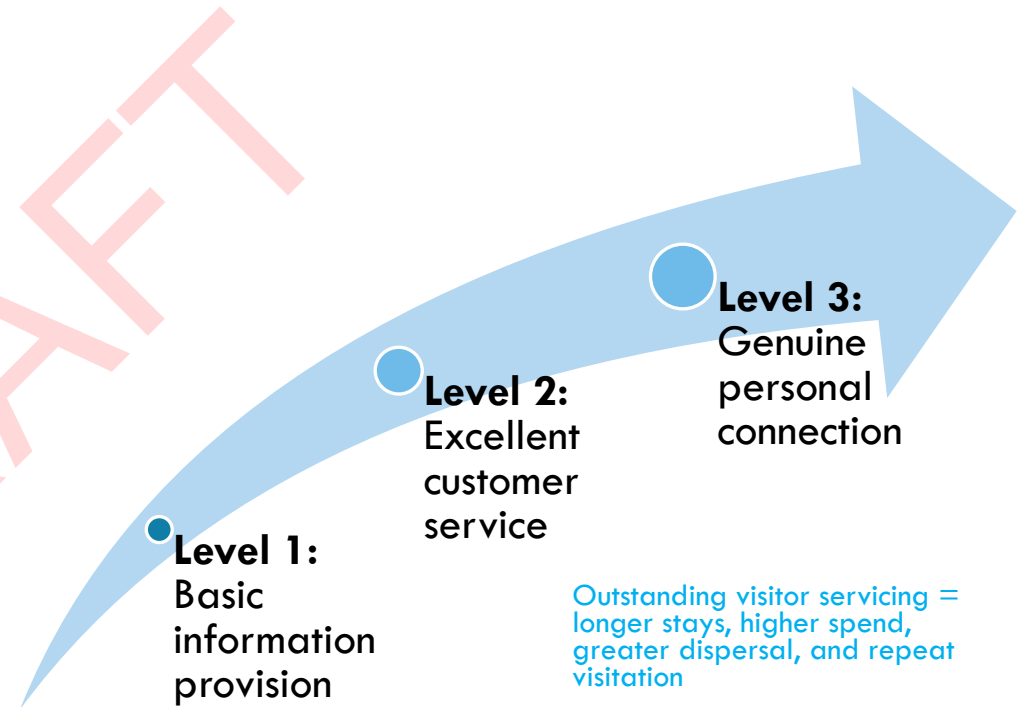 AFT
Level 3:
Genuine
personal
connection
Level 2:
Excellent
customer
service
Level 1:
Basic
information
provision
Outstanding visitor servicing =
longer stays, higher spend,
greater dispersal, and repeat
visitation